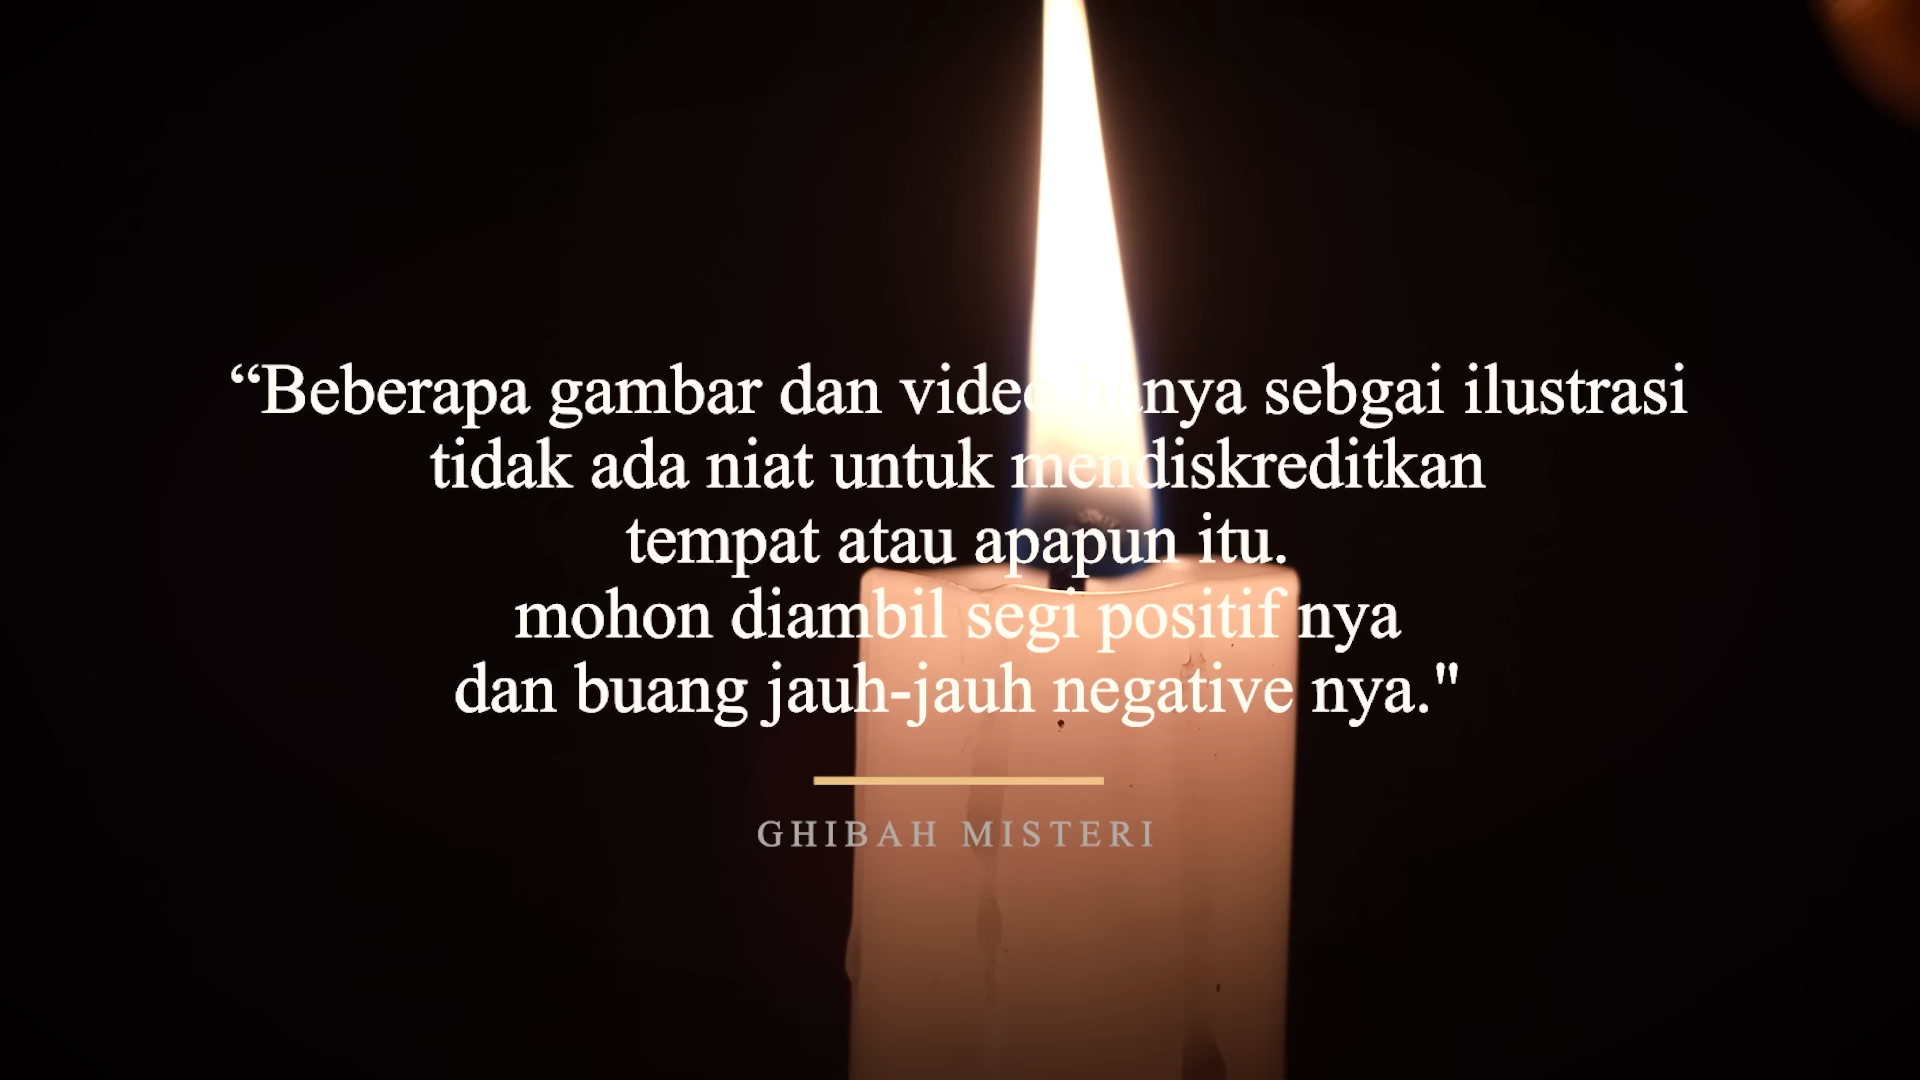 “Beberapa gambar dan video hanya sebgai ilustrasi
tidak ada niat untuk mendiskreditkan
tempat atau apapun itu.
mohon diambil segi positif nya
dan buang jauh-jauh negative nya."
GHIBAH MISTERI